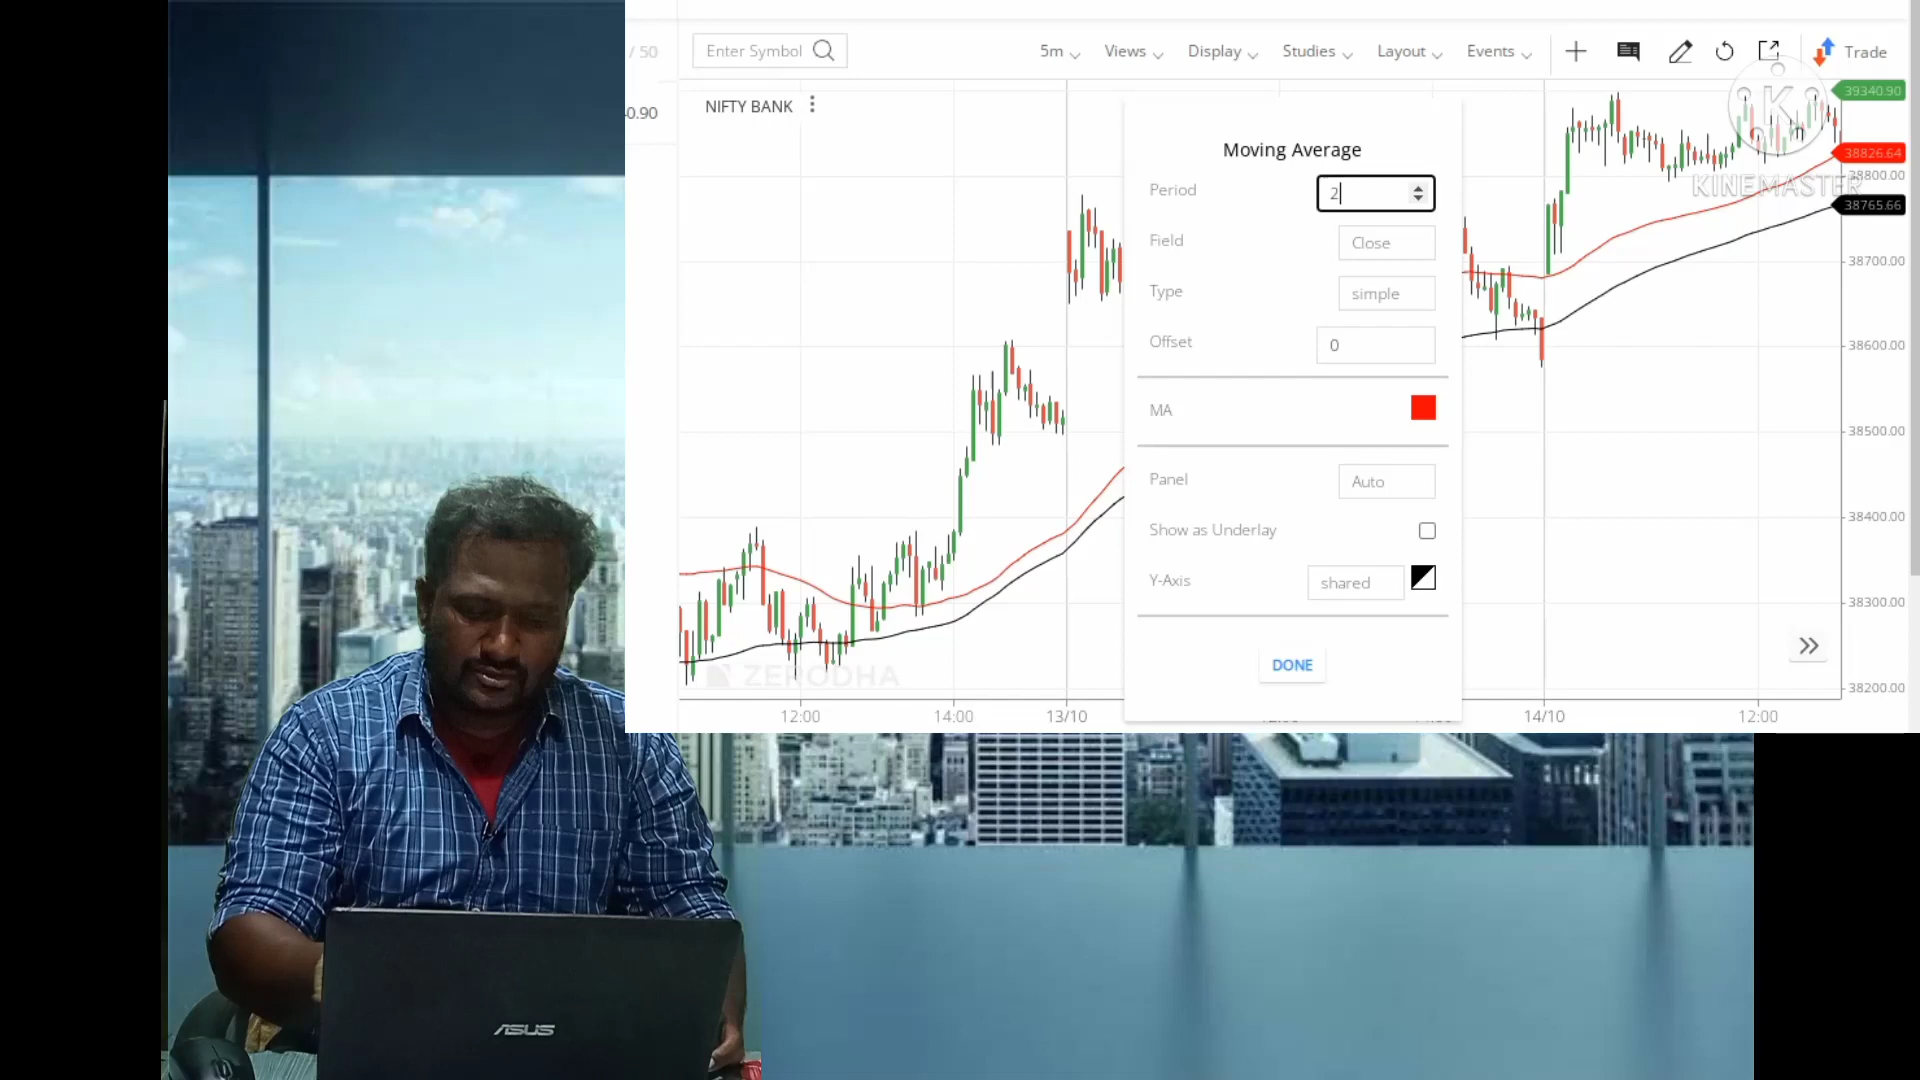 / 50
Enter Symbol
5m
Views
Display
Studies
Layout
Events
Trade
0.90
NIFTY BANK
39340.90
38826.64
38800.00
38765.66
38700.00
38600.00
38500.00
38400.00
38300.00
38200.00
KINEMASTER
K
Moving Average
Period
2
Field
Close
Type
simple
Offset
0
MA
Panel
Auto
Show as Underlay
Y-Axis
shared
DONE
ZERODHA
12:00
14:00
13/10
14/10
12:00
ASUS